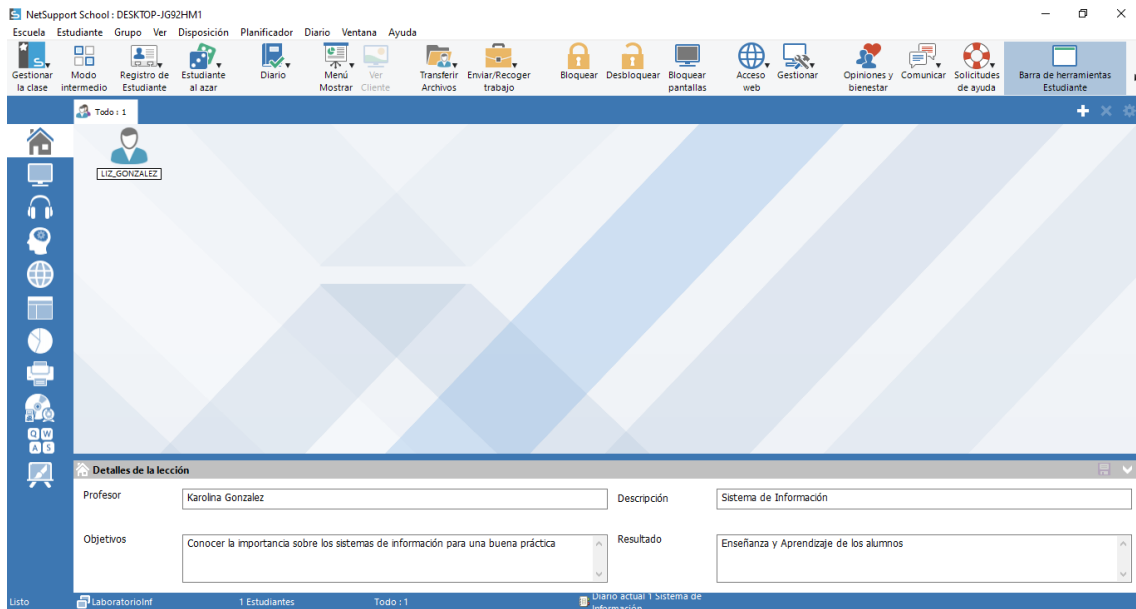 NetSupport School : DESKTOP-JG92HM1
Escuela Estudiante Grupo Ver Disposición Planificador Diario Ventana Ayuda
Gestionar la clase
Modo intermedio
Registro de Estudiante
Estudiante al azar
Diario
Menú Mostrar
Ver Cliente
Transferir Archivos
Enviar/Recoger trabajo
Bloquear
Desbloquear
Bloquear pantallas
Acceso web
Gestionar
Opiniones y bienestar
Comunicar
Solicitudes de ayuda
Barra de herramientas Estudiante
Todo : 1
LIZ_GONZALEZ
Q W
A S
Detalles de la lección
Profesor
Karolina Gonzalez
Descripción
Sistema de Información
Objetivos
Conocer la importancia sobre los sistemas de información para una buena práctica
Resultado
Enseñanza y Aprendizaje de los alumnos
Listo
LaboratorioInf
1 Estudiantes
Todo : 1
Diario actual 1 Sistema de
Información